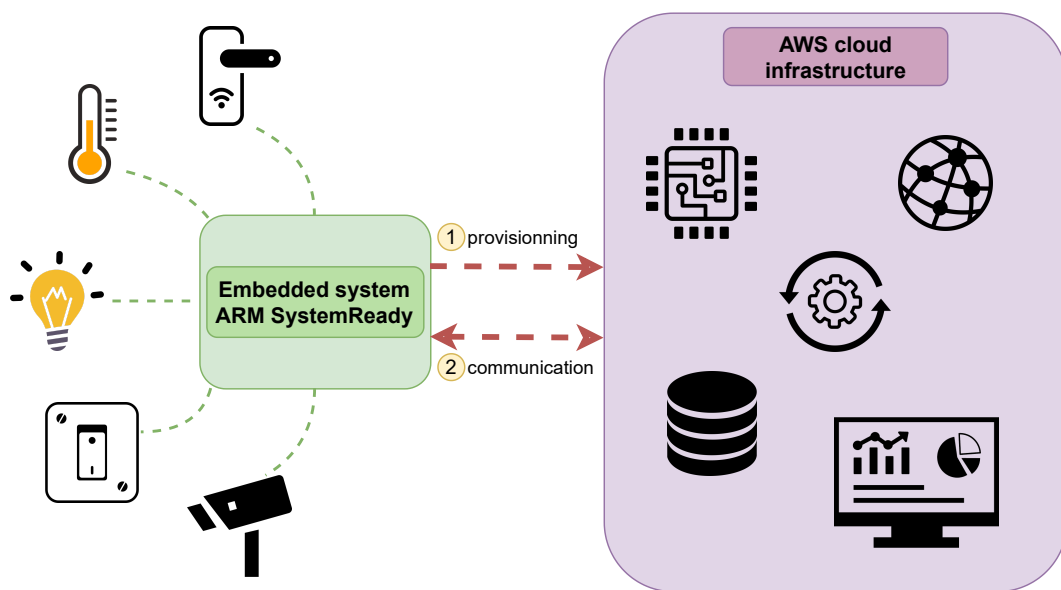 AWS cloud
infrastructure
1 provisionning
Embedded system
ARM SystemReady
2 communication